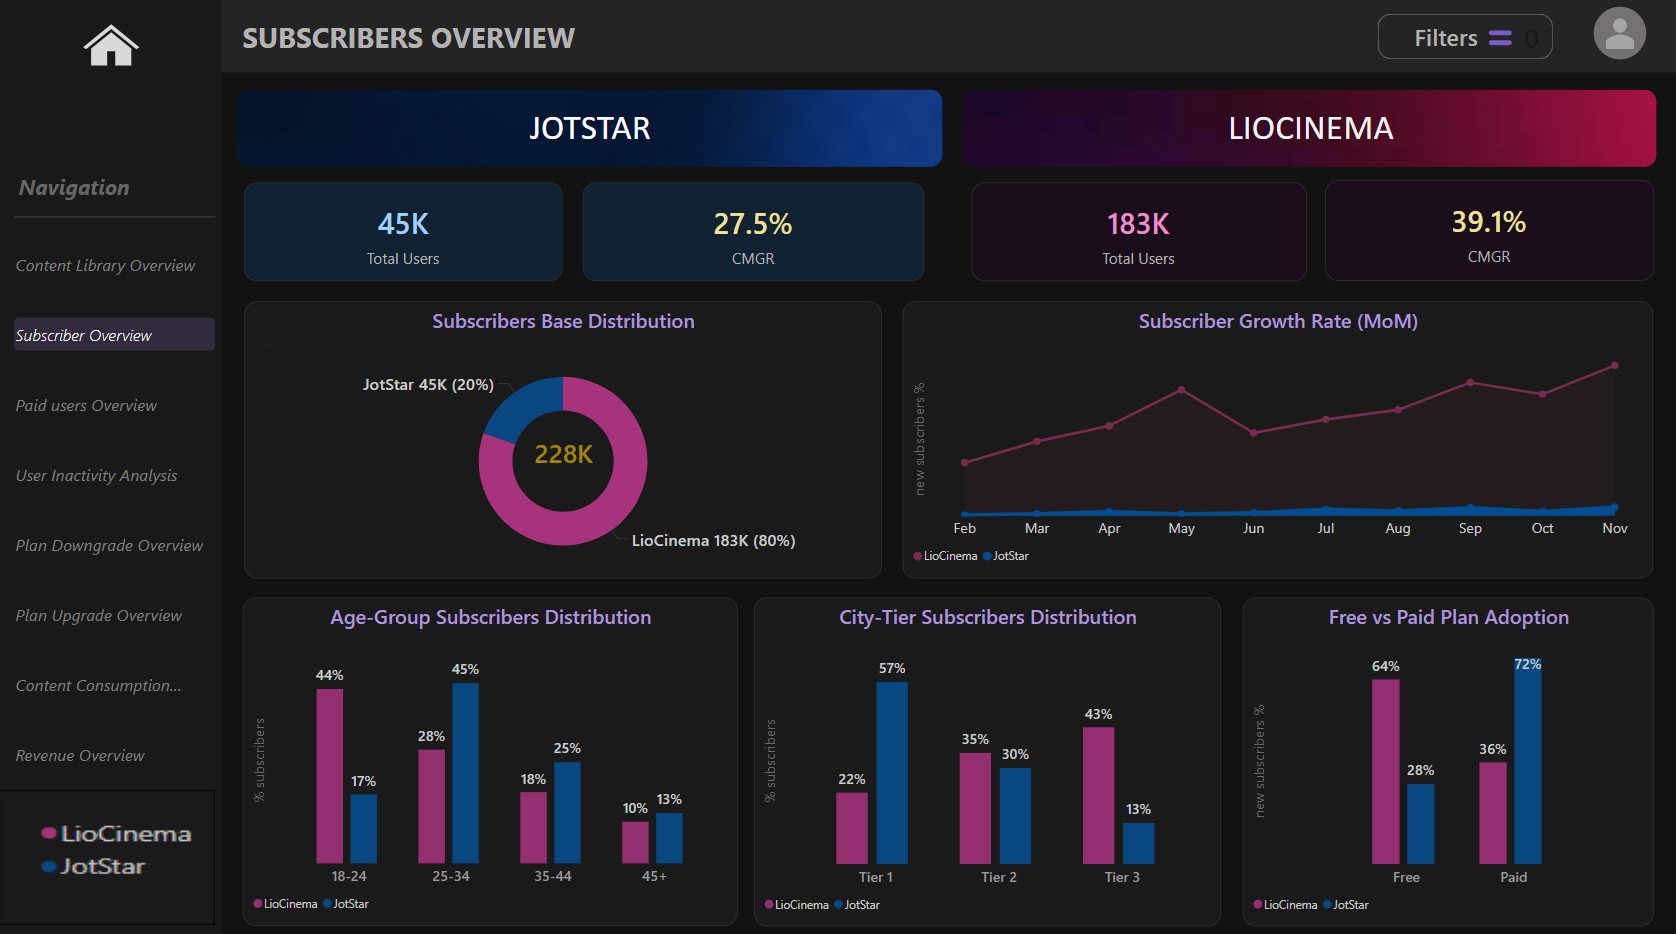 SUBSCRIBERS OVERVIEW
Filters 0
JOTSTAR
LIOCINEMA
Navigation
Content Library Overview
Subscriber Overview
Paid users Overview
User Inactivity Analysis
Plan Downgrade Overview
Plan Upgrade Overview
Content Consumption...
Revenue Overview
LioCinema
JotStar
45K
Total Users
27.5%
CMGR
183K
Total Users
39.1%
CMGR
Subscribers Base Distribution
JotStar 45K (20%)
228K
LioCinema 183K (80%)
Subscriber Growth Rate (MoM)
new subscribers %
Feb Mar Apr May Jun Jul Aug Sep Oct Nov
LioCinema JotStar
Age-Group Subscribers Distribution
% subscribers
44% 17% 28% 45% 18% 25% 10% 13%
18-24 25-34 35-44 45+
LioCinema JotStar
City-Tier Subscribers Distribution
% subscribers
22% 57% 35% 30% 43% 13%
Tier 1 Tier 2 Tier 3
LioCinema JotStar
Free vs Paid Plan Adoption
new subscribers %
64% 28% 36% 72%
Free Paid
LioCinema JotStar